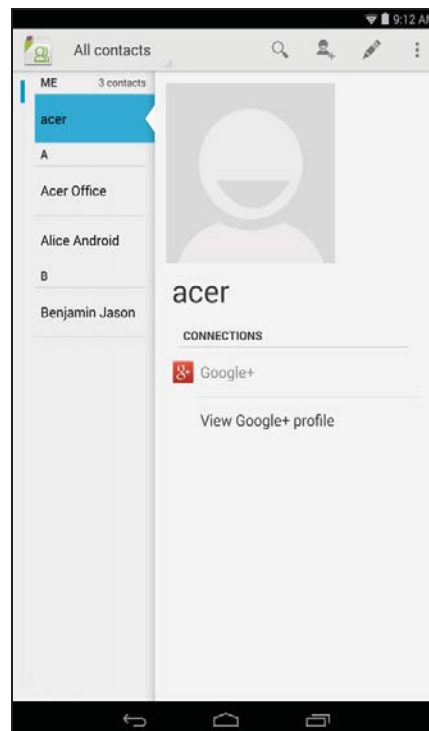 9:12 AM
All contacts
ME 3 contacts
acer
A
Acer Office
Alice Android
B
Benjamin Jason
acer
CONNECTIONS
g+ Google+
View Google+ profile